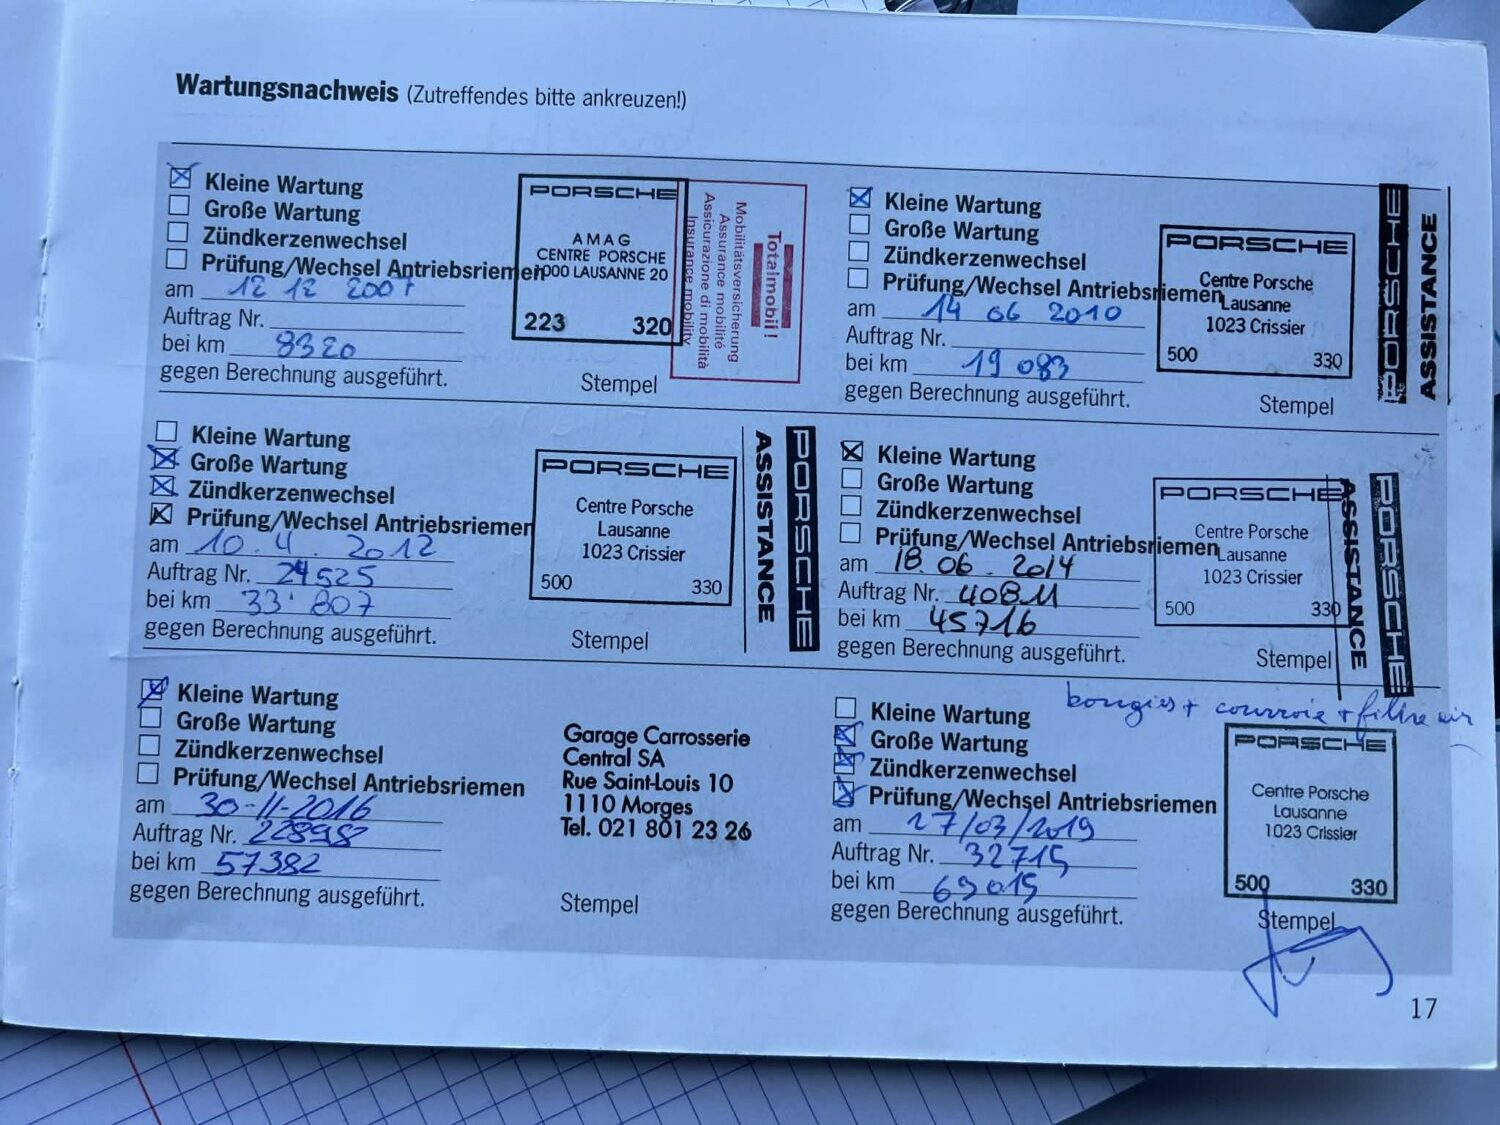 Wartungsnachweis (Zutreffendes bitte ankreuzen!)
Kleine Wartung
Große Wartung
Zündkerzenwechsel
Prüfung/Wechsel Antriebsriemen
am 12 12 2007
Auftrag Nr.
bei km 8320
gegen Berechnung ausgeführt.
PORSCHE
AMAG
CENTRE PORSCHE
1000 LAUSANNE 20
223 320
Stempel
Totalmobil!
Mobilitätsversicherung
Assurance mobilité
Assicurazione di mobilità
Insurance mobility
Kleine Wartung
Große Wartung
Zündkerzenwechsel
Prüfung/Wechsel Antriebsriemen
am 14 06 2010
Auftrag Nr.
bei km 19 083
gegen Berechnung ausgeführt.
PORSCHE
Centre Porsche
Lausanne
1023 Crissier
500 330
Stempel
PORSCHE
ASSISTANCE
Kleine Wartung
Große Wartung
Zündkerzenwechsel
Prüfung/Wechsel Antriebsriemen
am 10.4.2012
Auftrag Nr. 24525
bei km 33'807
gegen Berechnung ausgeführt.
PORSCHE
Centre Porsche
Lausanne
1023 Crissier
500 330
Stempel
PORSCHE
ASSISTANCE
Kleine Wartung
Große Wartung
Zündkerzenwechsel
Prüfung/Wechsel Antriebsriemen
am 18.06.2014
Auftrag Nr. 40811
bei km 45716
gegen Berechnung ausgeführt.
PORSCHE
Centre Porsche
Lausanne
1023 Crissier
500 330
Stempel
PORSCHE
ASSISTANCE
Kleine Wartung
Große Wartung
Zündkerzenwechsel
Prüfung/Wechsel Antriebsriemen
am 30-11-2016
Auftrag Nr. 228982
bei km 57382
gegen Berechnung ausgeführt.
Garage Carrosserie
Central SA
Rue Saint-Louis 10
1110 Morges
Tel. 021 801 23 26
Stempel
bougies + courroie + filtre air
Kleine Wartung
Große Wartung
Zündkerzenwechsel
Prüfung/Wechsel Antriebsriemen
am 27/03/2019
Auftrag Nr. 32715
bei km 69015
gegen Berechnung ausgeführt.
PORSCHE
Centre Porsche
Lausanne
1023 Crissier
500 330
Stempel
17